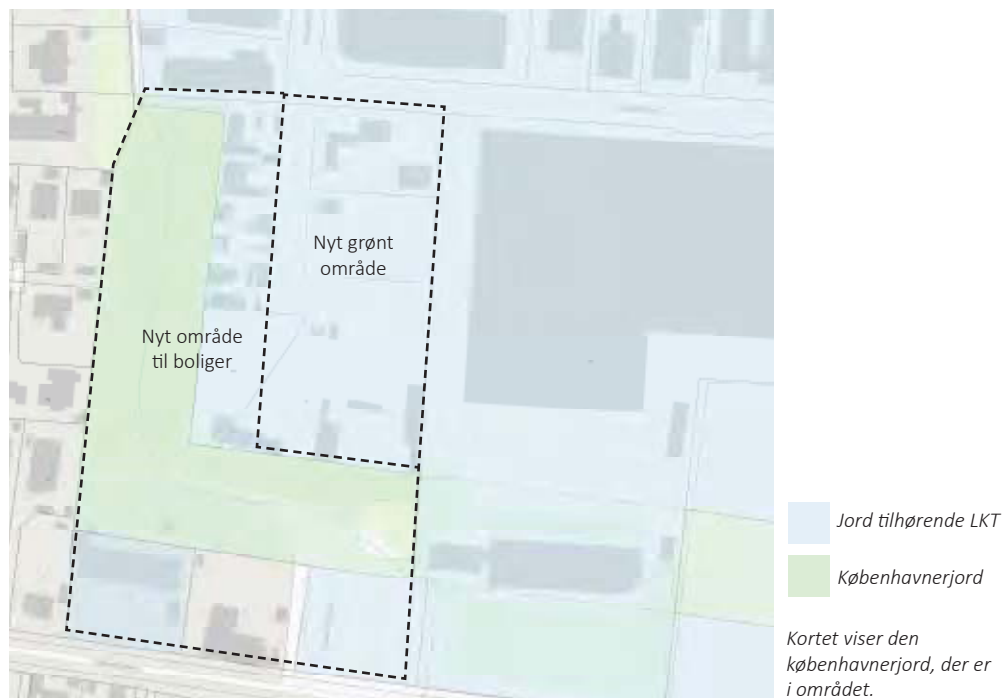 Nyt grønt
område
Nyt område
til boliger
Jord tilhørende LKT
Københavnerjord
Kortet viser den
københavnerjord, der er
i området.